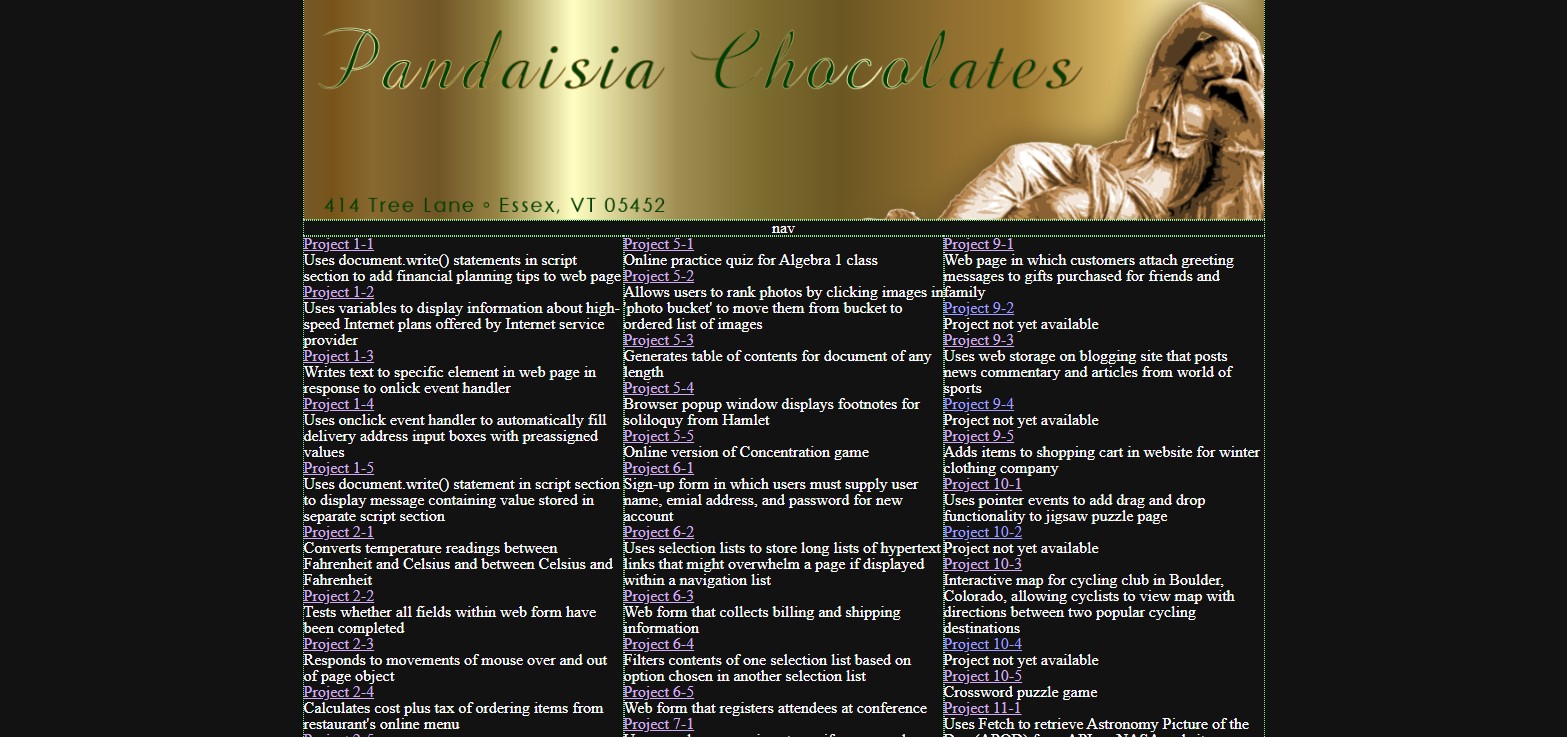 Pandaisia Chocolates
414 Tree Lane ◦ Essex, VT 05452
nav
Project 1-1
Uses document.write() statements in script
section to add financial planning tips to web page
Project 1-2
Uses variables to display information about high-
speed Internet plans offered by Internet service
provider
Project 1-3
Writes text to specific element in web page in
response to onlick event handler
Project 1-4
Uses onclick event handler to automatically fill
delivery address input boxes with preassigned
values
Project 1-5
Uses document.write() statement in script section
to display message containing value stored in
separate script section
Project 2-1
Converts temperature readings between
Fahrenheit and Celsius and between Celsius and
Fahrenheit
Project 2-2
Tests whether all fields within web form have
been completed
Project 2-3
Responds to movements of mouse over and out
of page object
Project 2-4
Calculates cost plus tax of ordering items from
restaurant's online menu
Project 5-1
Online practice quiz for Algebra 1 class
Project 5-2
Allows users to rank photos by clicking images in
'photo bucket' to move them from bucket to
ordered list of images
Project 5-3
Generates table of contents for document of any
length
Project 5-4
Browser popup window displays footnotes for
soliloquy from Hamlet
Project 5-5
Online version of Concentration game
Project 6-1
Sign-up form in which users must supply user
name, emial address, and password for new
account
Project 6-2
Uses selection lists to store long lists of hypertext
links that might overwhelm a page if displayed
within a navigation list
Project 6-3
Web form that collects billing and shipping
information
Project 6-4
Filters contents of one selection list based on
option chosen in another selection list
Project 6-5
Web form that registers attendees at conference
Project 7-1
Project 9-1
Web page in which customers attach greeting
messages to gifts purchased for friends and
family
Project 9-2
Project not yet available
Project 9-3
Uses web storage on blogging site that posts
news commentary and articles from world of
sports
Project 9-4
Project not yet available
Project 9-5
Adds items to shopping cart in website for winter
clothing company
Project 10-1
Uses pointer events to add drag and drop
functionality to jigsaw puzzle page
Project 10-2
Project not yet available
Project 10-3
Interactive map for cycling club in Boulder,
Colorado, allowing cyclists to view map with
directions between two popular cycling
destinations
Project 10-4
Project not yet available
Project 10-5
Crossword puzzle game
Project 11-1
Uses Fetch to retrieve Astronomy Picture of the